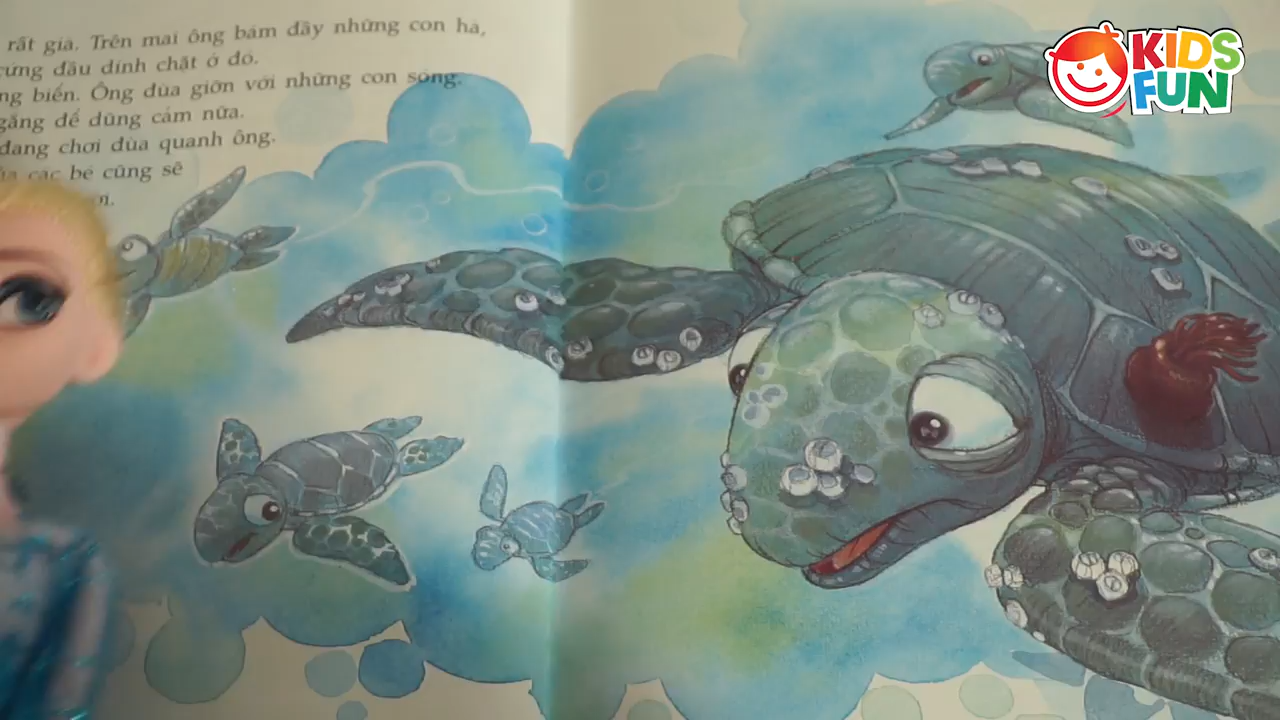 rất già. Trên mai ông bám đầy những con hà,
cứng đầu dính chặt ở đó.
ng biển. Ông đùa giỡn với những con sóng.
gắng để dũng cảm nữa.
đang chơi đùa quanh ông.
các bé cũng sẽ
KIDS
FUN